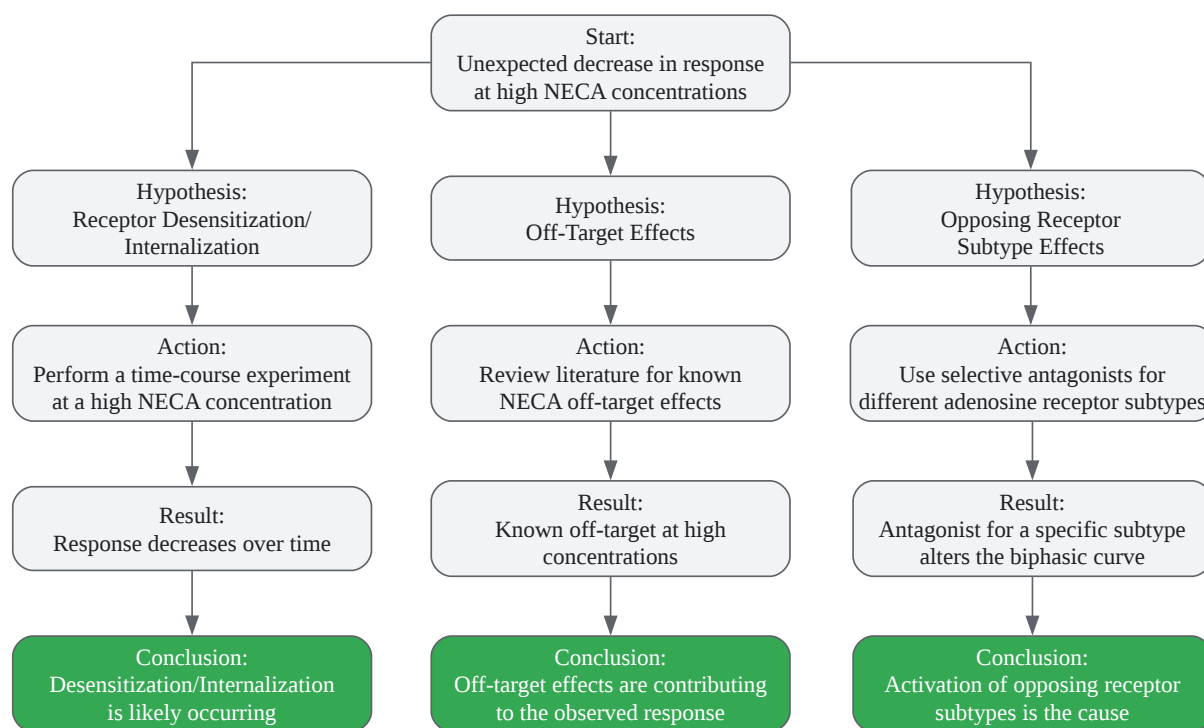 Start:
Unexpected decrease in response
at high NECA concentrations
Hypothesis:
Receptor Desensitization/
Internalization
Hypothesis:
Off-Target Effects
Hypothesis:
Opposing Receptor
Subtype Effects
Action:
Perform a time-course experiment
at a high NECA concentration
Action:
Review literature for known
NECA off-target effects
Action:
Use selective antagonists for
different adenosine receptor subtypes
Result:
Response decreases over time
Result:
Known off-target at high
concentrations
Result:
Antagonist for a specific subtype
alters the biphasic curve
Conclusion:
Desensitization/Internalization
is likely occurring
Conclusion:
Off-target effects are contributing
to the observed response
Conclusion:
Activation of opposing receptor
subtypes is the cause